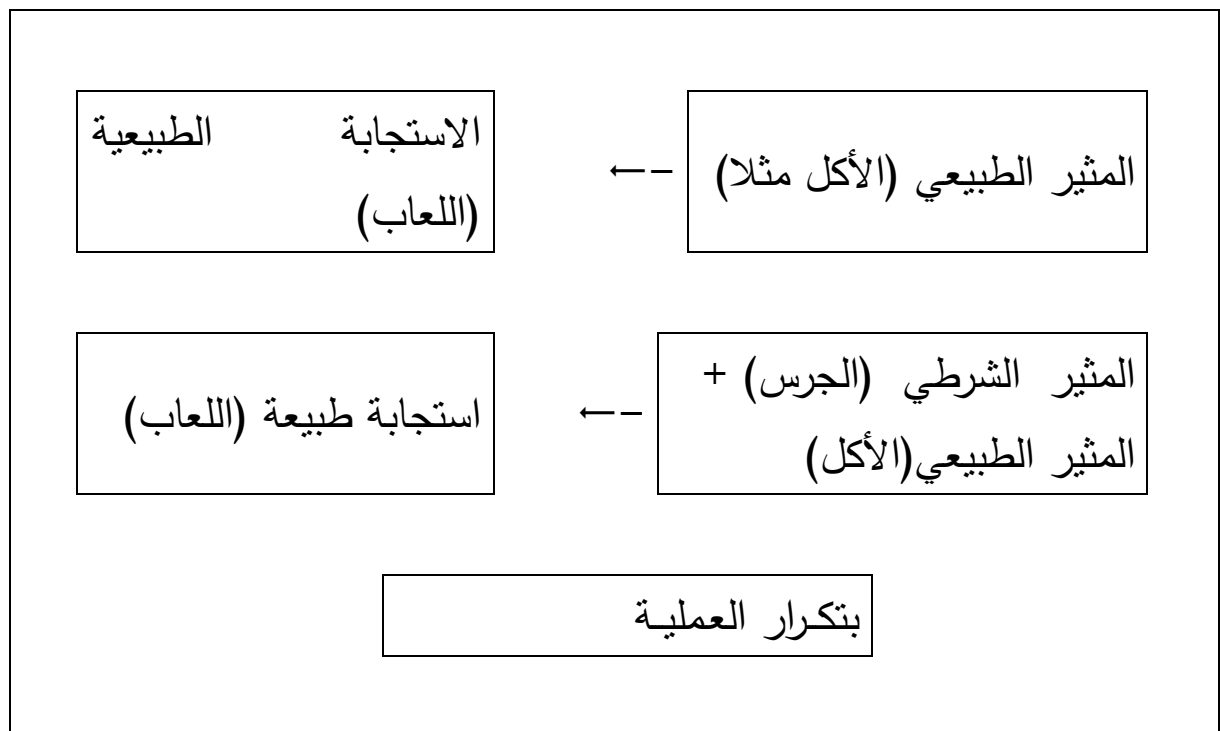 المثير الطبيعي (الأكل مثلا) –← الاستجابة الطبيعية
(اللعاب)
المثير الشرطي (الجرس) +
المثير الطبيعي(الأكل) –← استجابة طبيعة (اللعاب)
بتكرار العملية